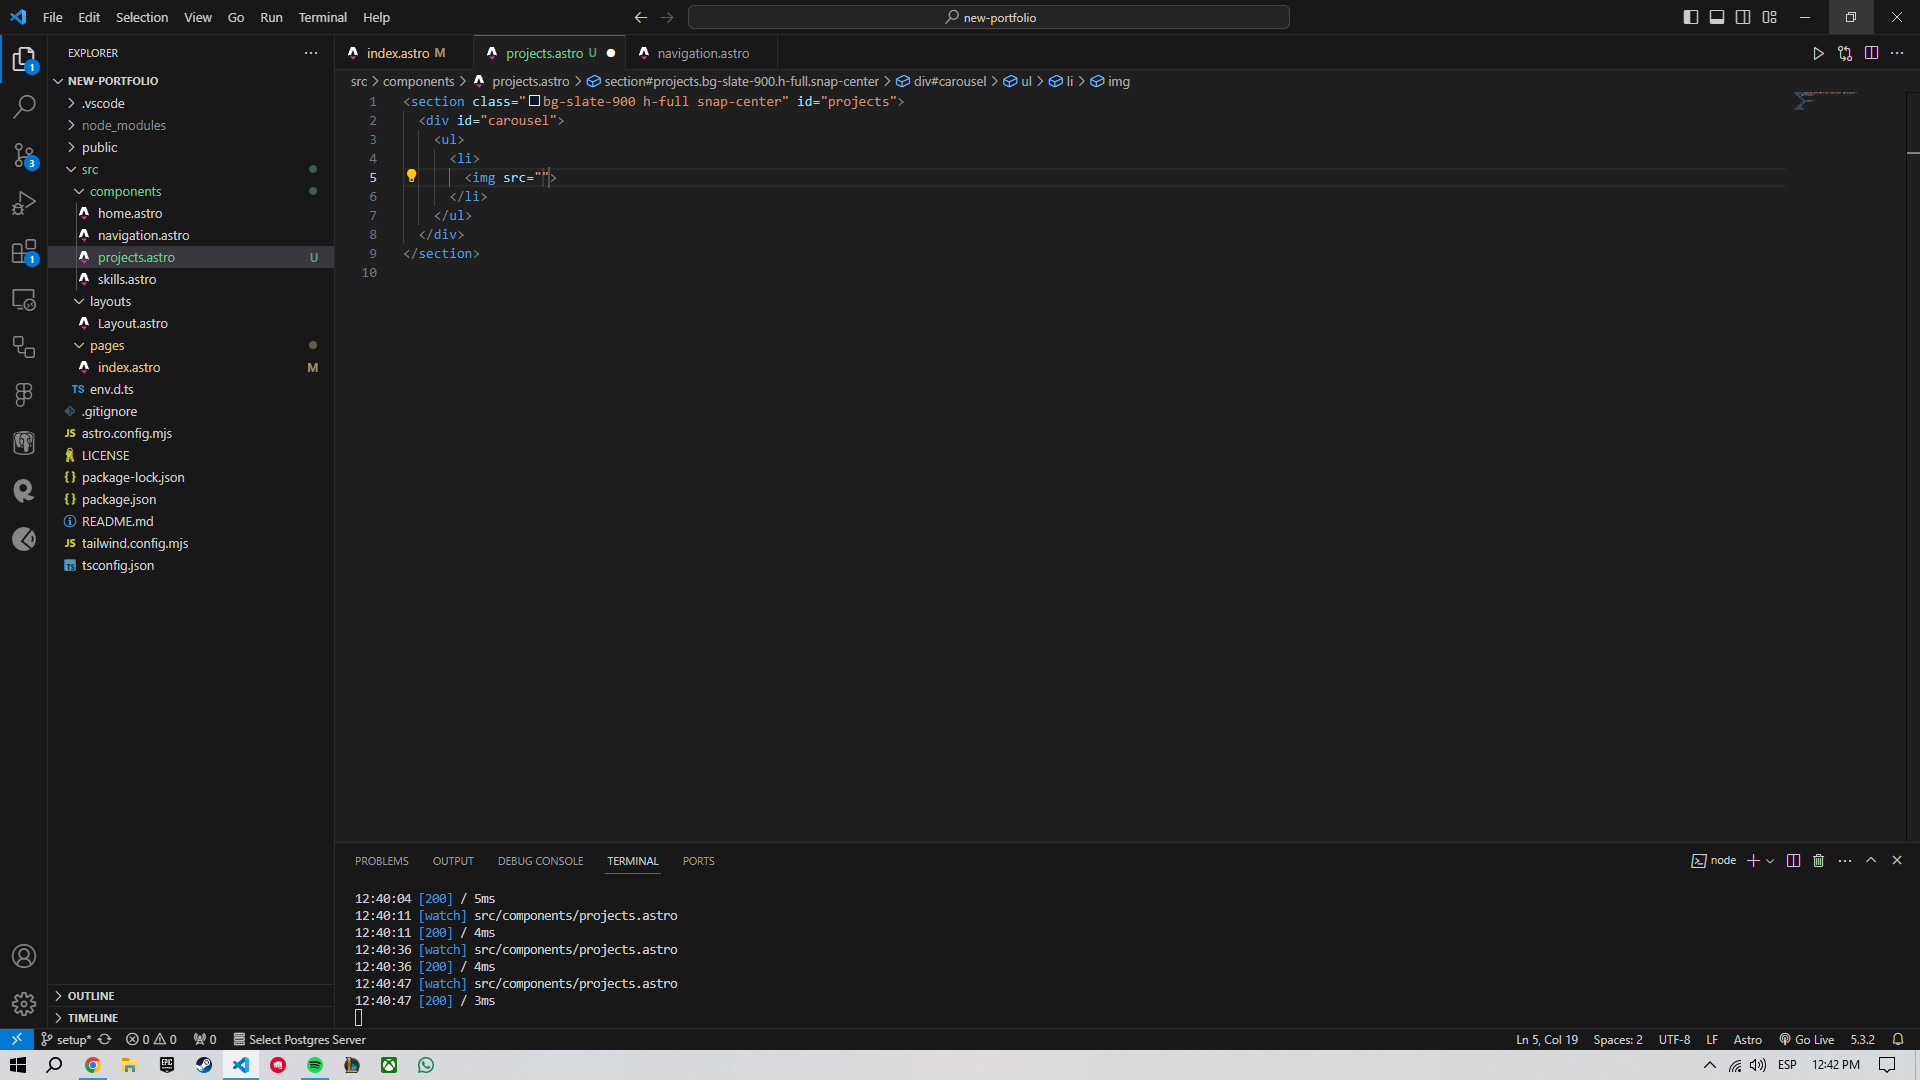 File Edit Selection View Go Run Terminal Help
new-portfolio
EXPLORER
NEW-PORTFOLIO
.vscode
node_modules
public
src
components
home.astro
navigation.astro
projects.astro U
skills.astro
layouts
Layout.astro
pages
index.astro M
TS env.d.ts
.gitignore
JS astro.config.mjs
LICENSE
{} package-lock.json
{} package.json
README.md
JS tailwind.config.mjs
TS tsconfig.json
OUTLINE
TIMELINE
1
3
1
index.astro M
projects.astro U
navigation.astro
src > components > projects.astro > section#projects.bg-slate-900.h-full.snap-center > div#carousel > ul > li > img
1 <section class="bg-slate-900 h-full snap-center" id="projects">
2 <div id="carousel">
3 <ul>
4 <li>
5 <img src="">
6 </li>
7 </ul>
8 </div>
9 </section>
10
PROBLEMS OUTPUT DEBUG CONSOLE TERMINAL PORTS
node
12:40:04 [200] / 5ms
12:40:11 [watch] src/components/projects.astro
12:40:11 [200] / 4ms
12:40:36 [watch] src/components/projects.astro
12:40:36 [200] / 4ms
12:40:47 [watch] src/components/projects.astro
12:40:47 [200] / 3ms
setup* 0 0 0 Select Postgres Server
Ln 5, Col 19 Spaces: 2 UTF-8 LF Astro Go Live 5.3.2
EPIC GAMES
ESP 12:42 PM